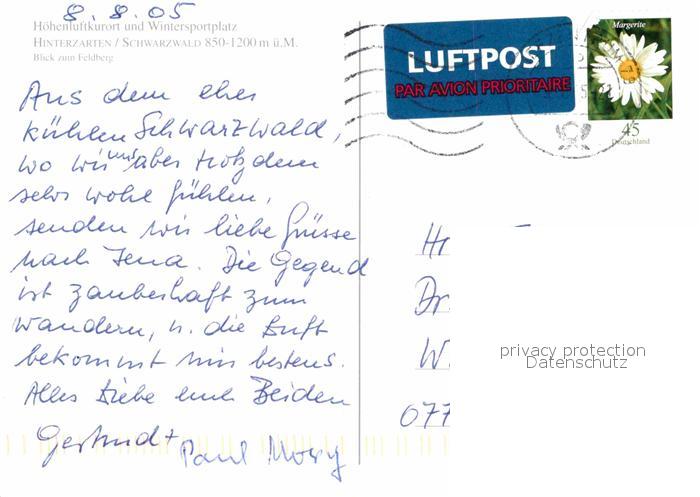 8.8.05
Höhenluftkurort und Wintersportplatz
HINTERZARTEN / SCHWARZWALD 850-1200 m ü.M.
Blick zum Feldberg
Aus dem eher
kühlen Schwarzwald,
wo wir uns aber trotzdem
sehr wohl fühlen,
senden wir liebe Grüsse
nach Jena. Die Gegend
ist zauberhaft zum
wandern, u. die Luft
bekommt mir bestens.
Alles Liebe euch Beiden
Gertrud +
Paul
LUFTPOST
PAR AVION PRIORITAIRE
Margerite
45
Deutschland
H
Dr.
W
077
privacy protection
Datenschutz